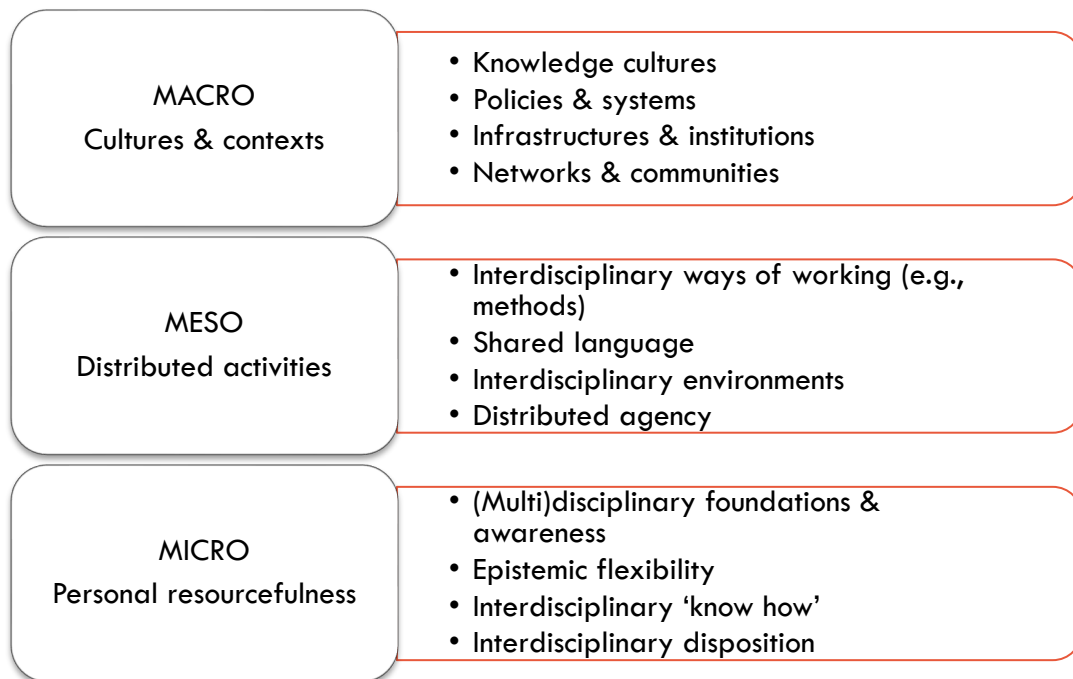 MACRO
Cultures & contexts
• Knowledge cultures
• Policies & systems
• Infrastructures & institutions
• Networks & communities
MESO
Distributed activities
• Interdisciplinary ways of working (e.g.,
methods)
• Shared language
• Interdisciplinary environments
• Distributed agency
MICRO
Personal resourcefulness
• (Multi)disciplinary foundations &
awareness
• Epistemic flexibility
• Interdisciplinary ‘know how’
• Interdisciplinary disposition